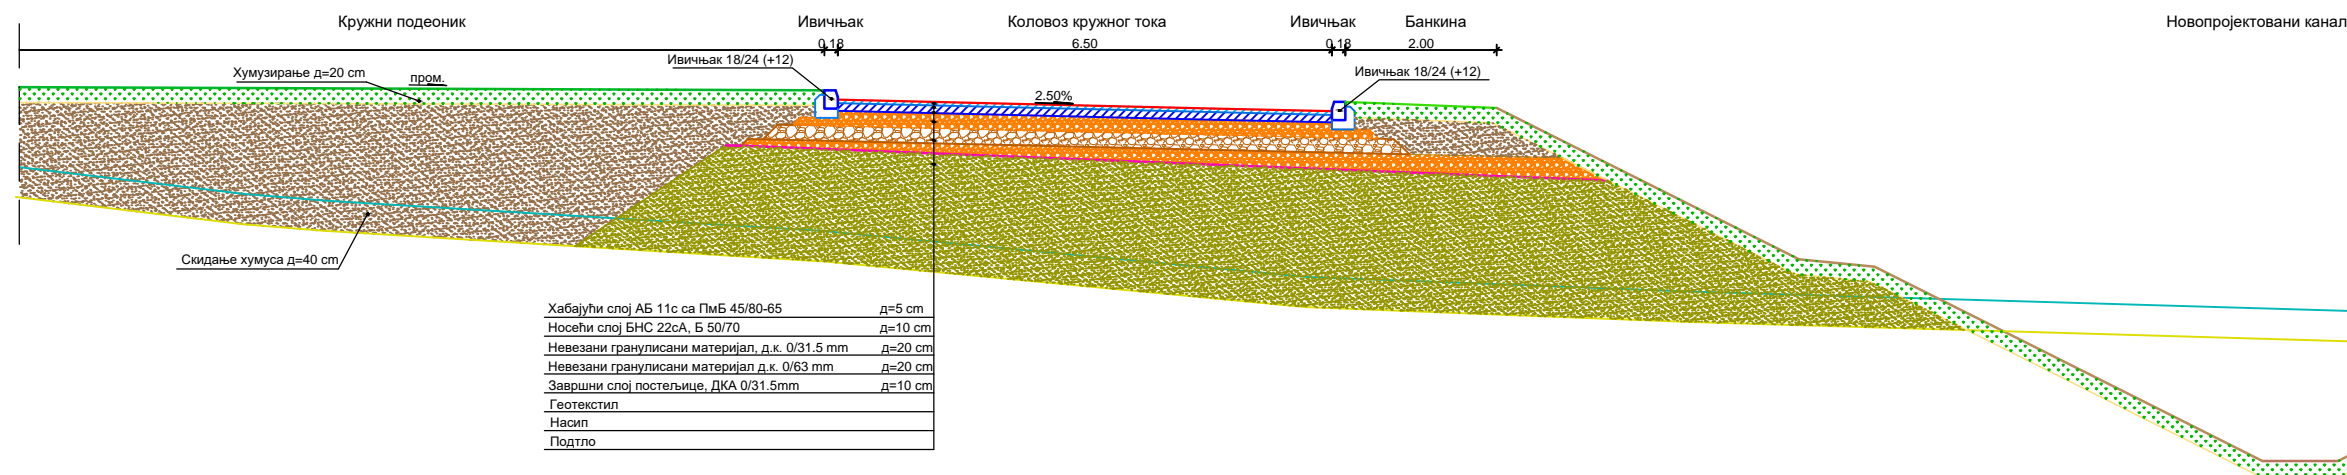 Кружни подеоник
Ивичњак
Коловоз кружног тока
Ивичњак
Банкина
Новопројектовани канал
0.18
6.50
0.18
2.00
Ивичњак 18/24 (+12)
Хумузирање д=20 cm
пром.
Ивичњак 18/24 (+12)
2.50%
Скидање хумуса д=40 cm
Хабајући слој АБ 11с са ПмБ 45/80-65 д=5 cm
Носећи слој БНС 22сА, Б 50/70 д=10 cm
Невезани гранулисани материјал, д.к. 0/31.5 mm д=20 cm
Невезани гранулисани материјал д.к. 0/63 mm д=20 cm
Завршни слој постељице, ДКА 0/31.5mm д=10 cm
Геотекстил
Насип
Подтло